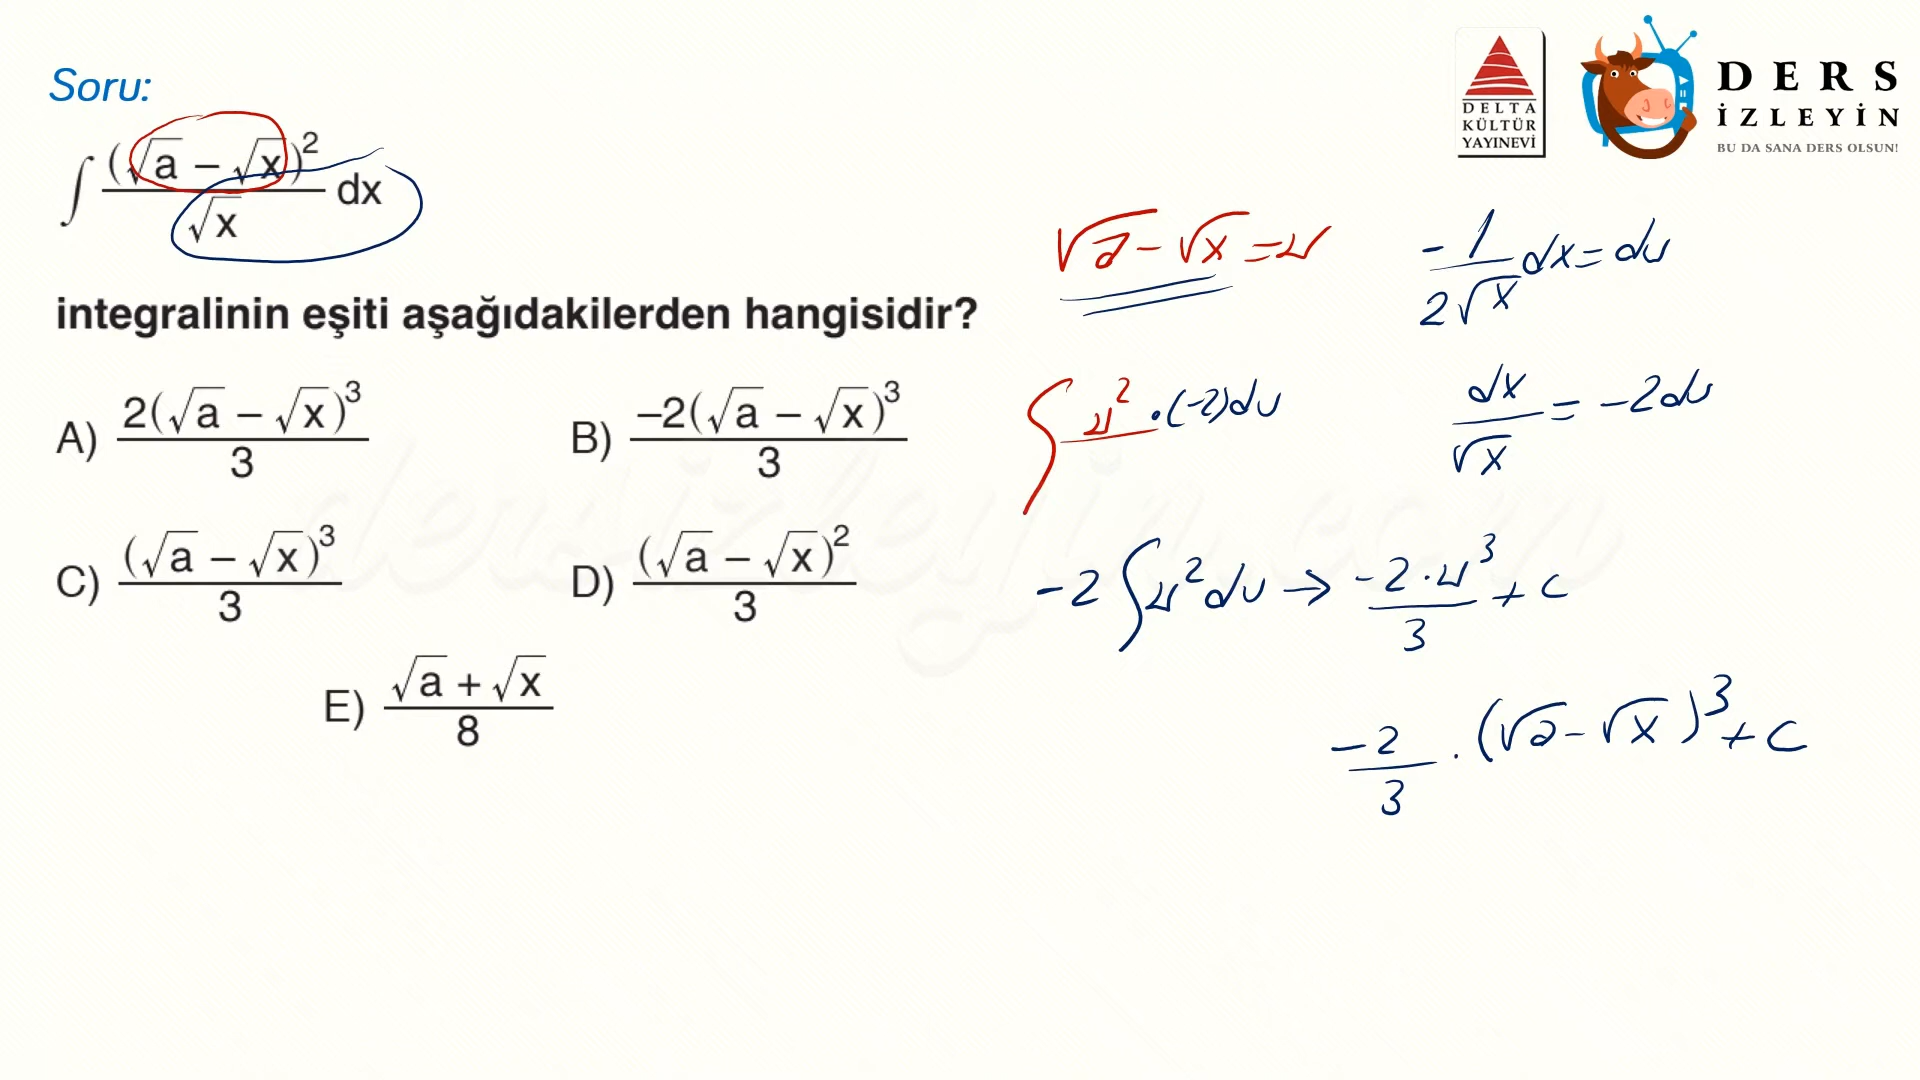 Soru:
∫ (√a − √x)² / √x dx
integralinin eşiti aşağıdakilerden hangisidir?
A) 2(√a − √x)³ / 3
B) −2(√a − √x)³ / 3
C) (√a − √x)³ / 3
D) (√a − √x)² / 3
E) √a + √x / 8
DELTA
KÜLTÜR
YAYINEVİ
DERS
İZLEYİN
BU DA SANA DERS OLSUN!
√a − √x = u
−1 / 2√x dx = du
∫ u² · (−2) du
dx / √x = −2du
−2 ∫ u² du → −2 · u³ / 3 + c
−2 / 3 · (√a − √x)³ + c
dersizleyin.com